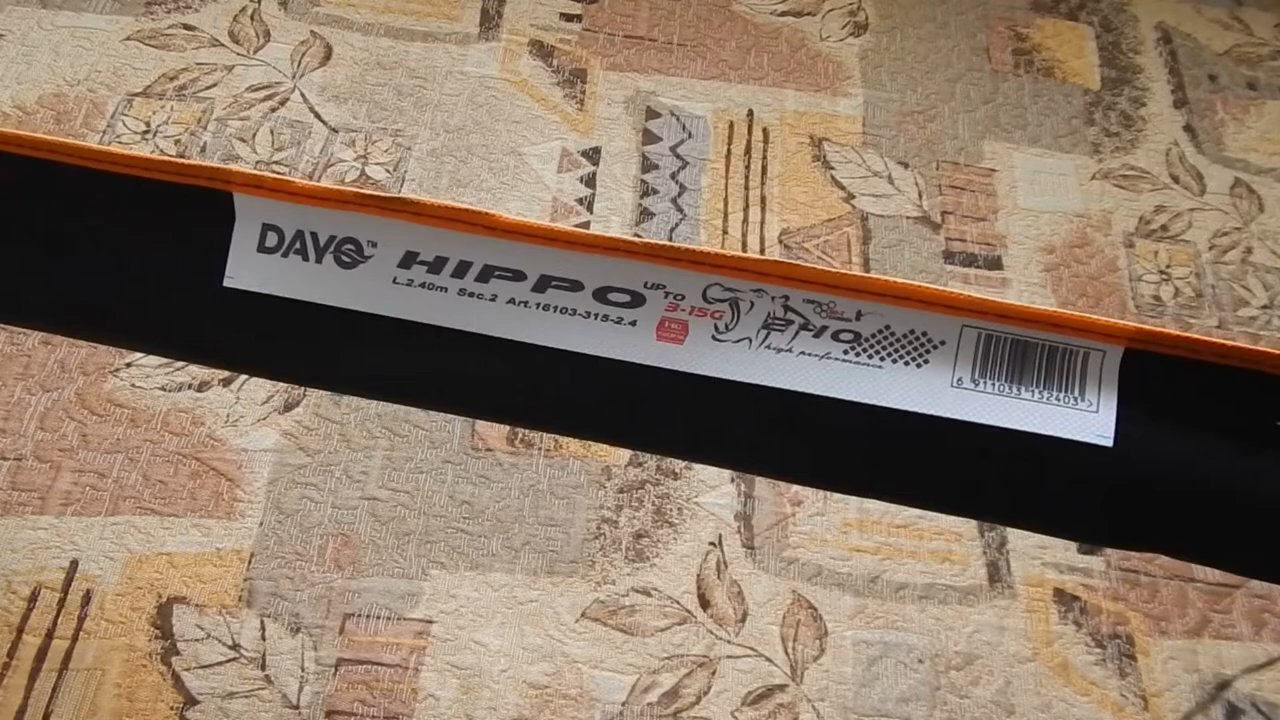 DAYO™
HIPPO
L.2.40m Sec.2 Art.16103-315-2.4
UP
TO
3-15G
high performance
6 911033 152403 >